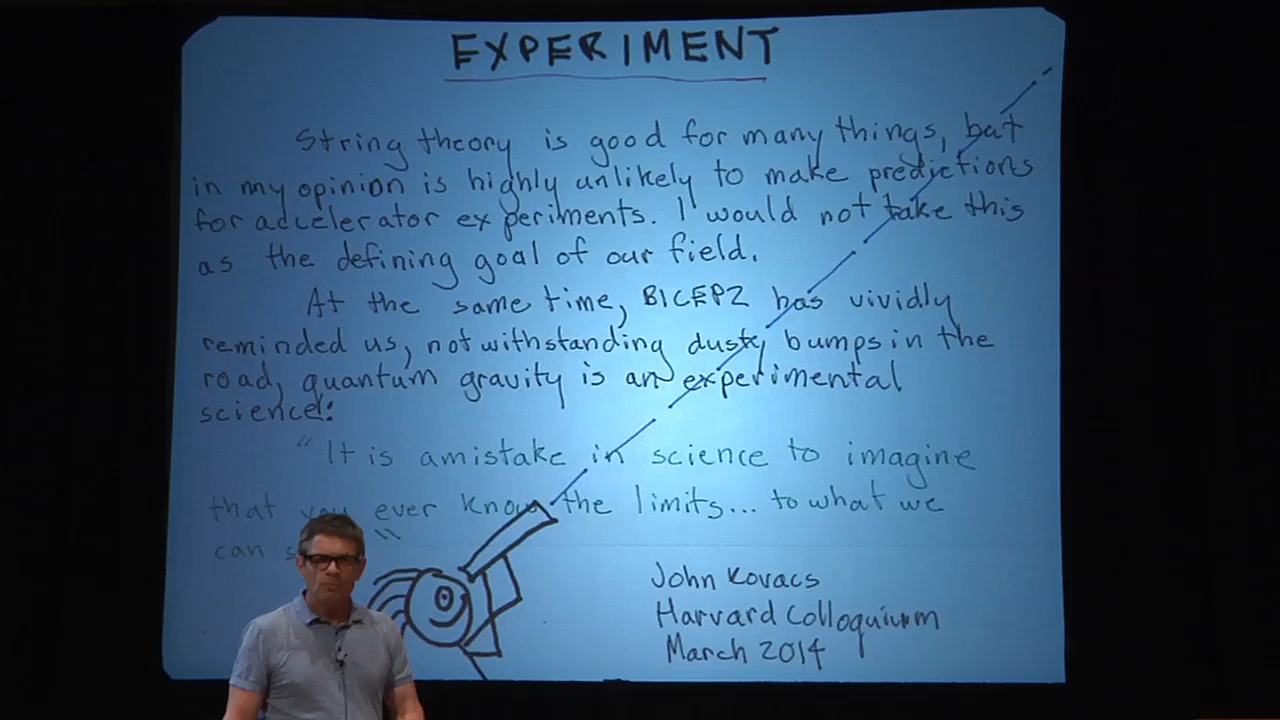 EXPERIMENT
String theory is good for many things, but
in my opinion is highly unlikely to make predictions
for adcelerator experiments. I would not take this
as the defining goal of our field.
At the same time, BICEP2 has vividly
reminded us, notwithstanding dusty bumps in the
road, quantum gravity is an experimental
science!:
"It is a mistake in science to imagine
that you ever know the limits... to what we
can "
John Kovacs
Harvard Colloquium
March 2014